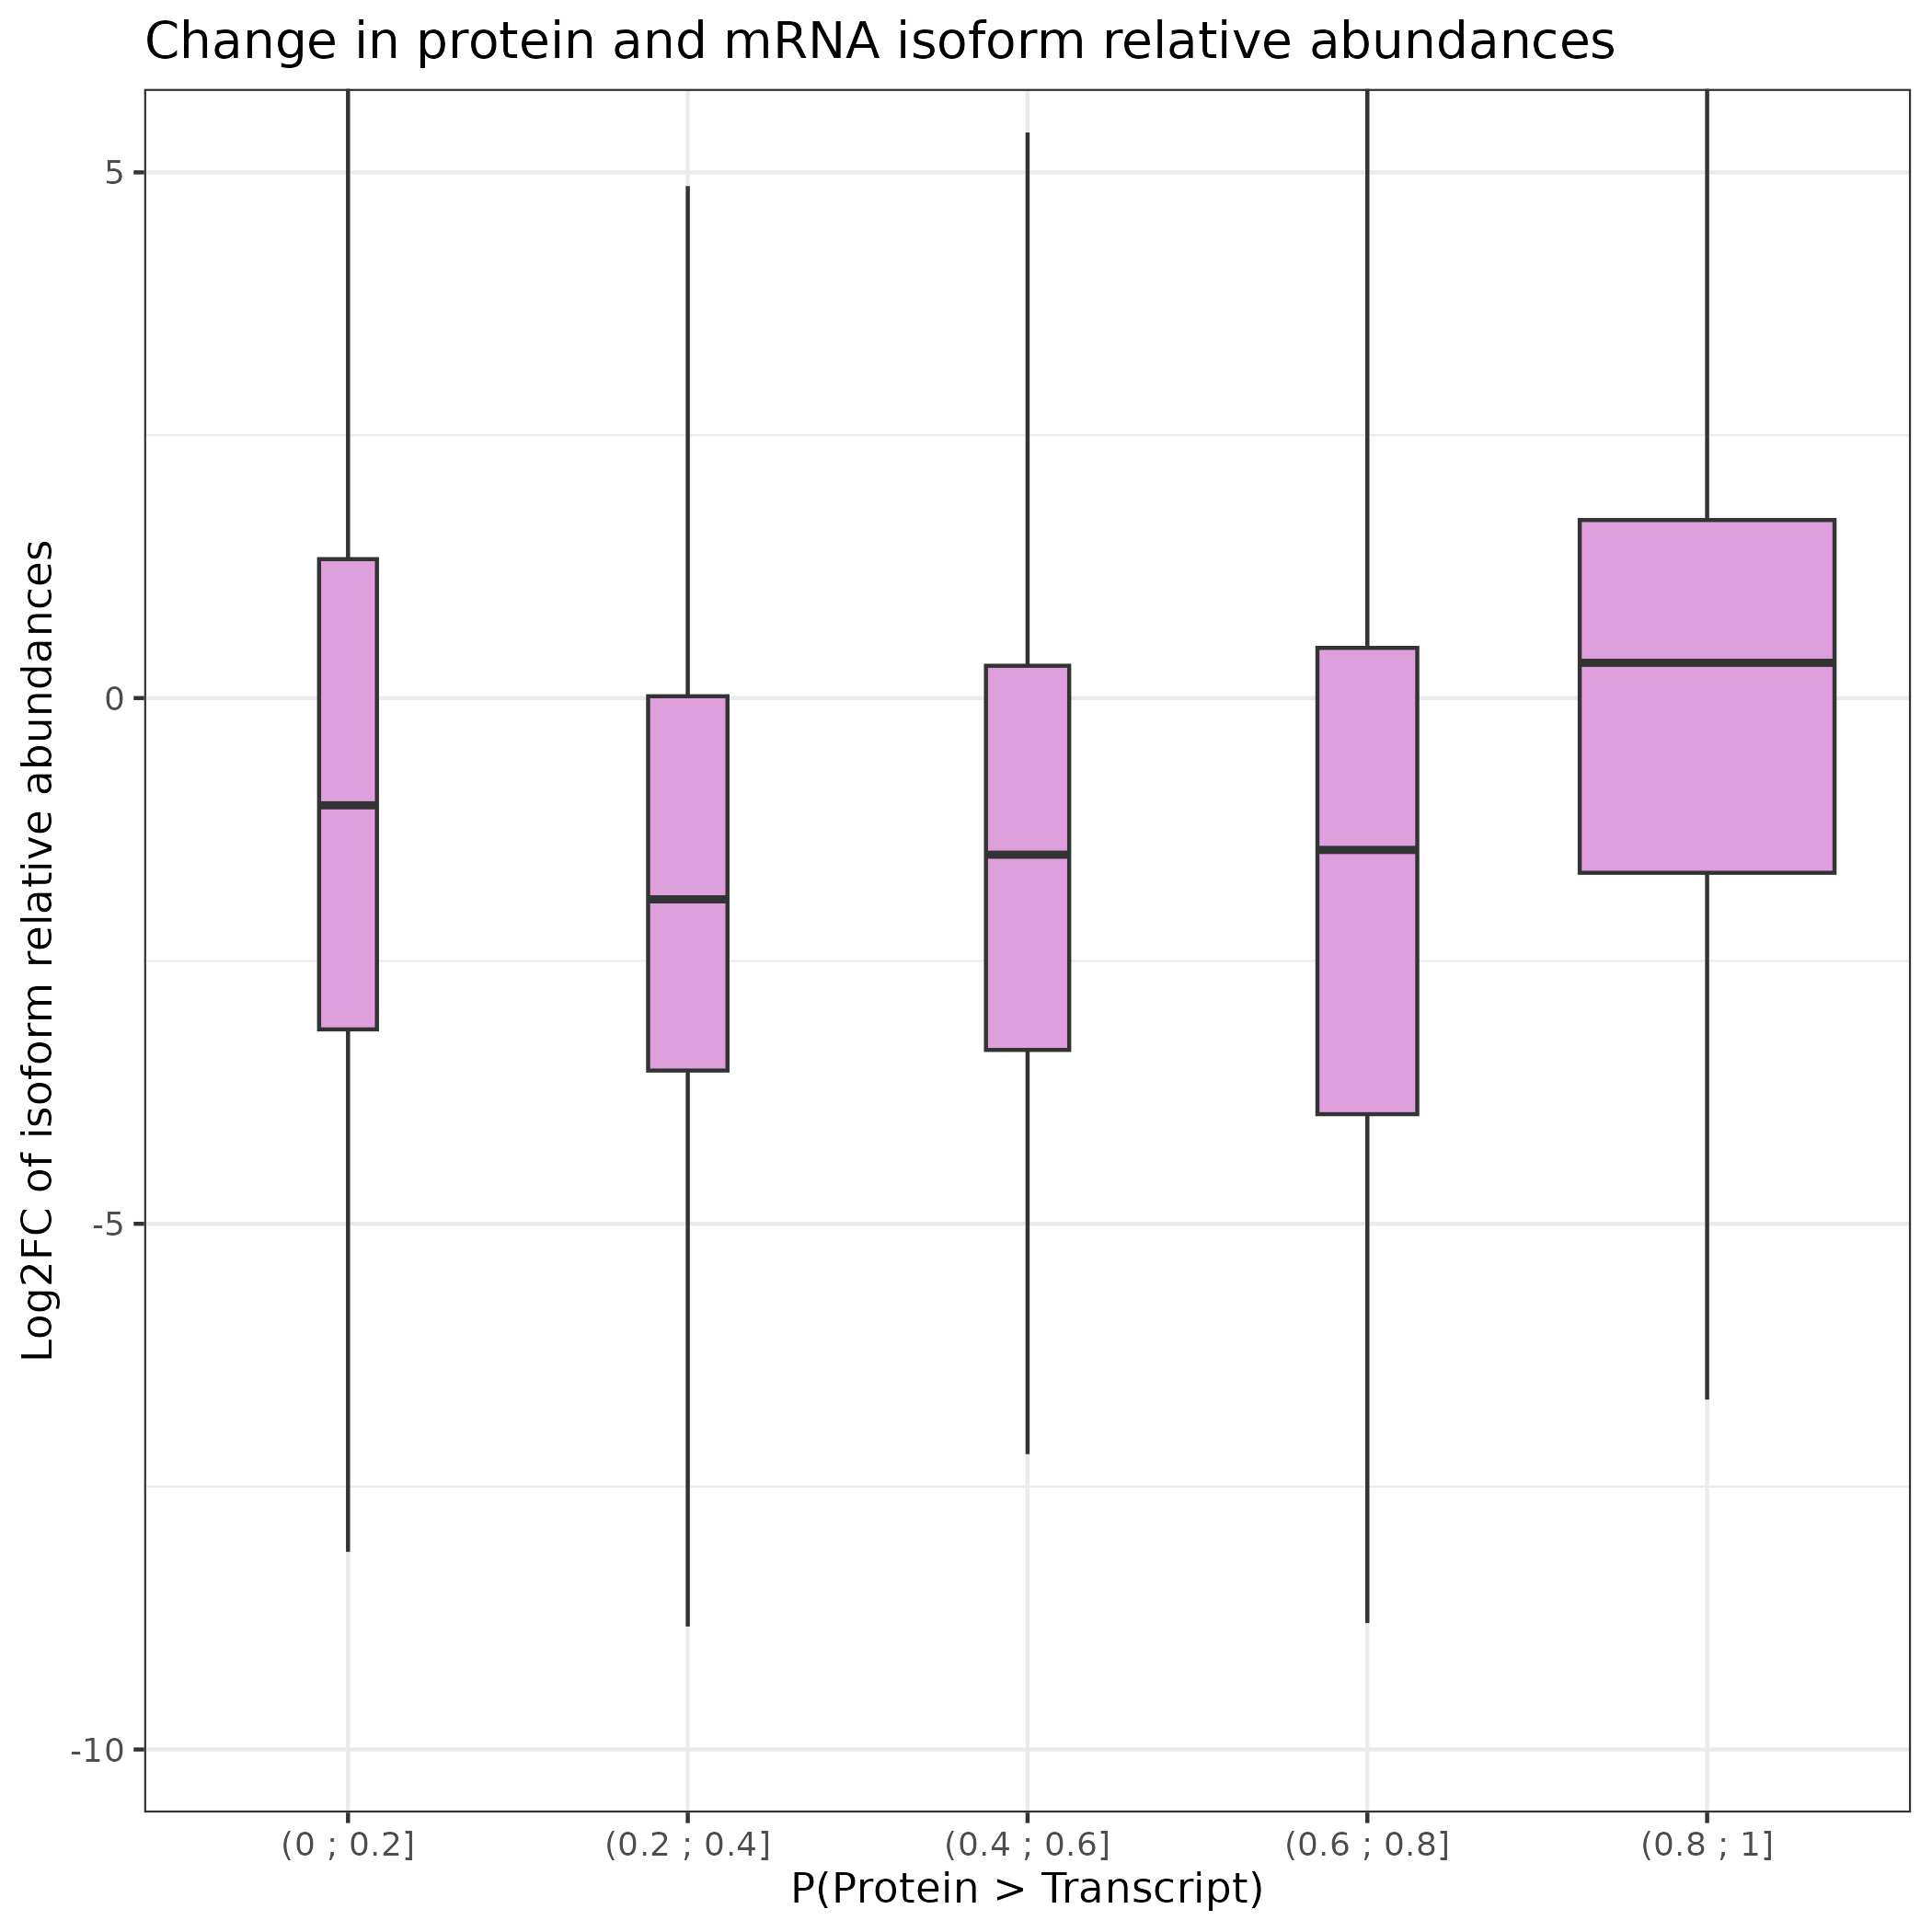 Change in protein and mRNA isoform relative abundances
Log2FC of isoform relative abundances
5
0
-5
-10
(0 ; 0.2]
(0.2 ; 0.4]
(0.4 ; 0.6]
(0.6 ; 0.8]
(0.8 ; 1]
P(Protein > Transcript)